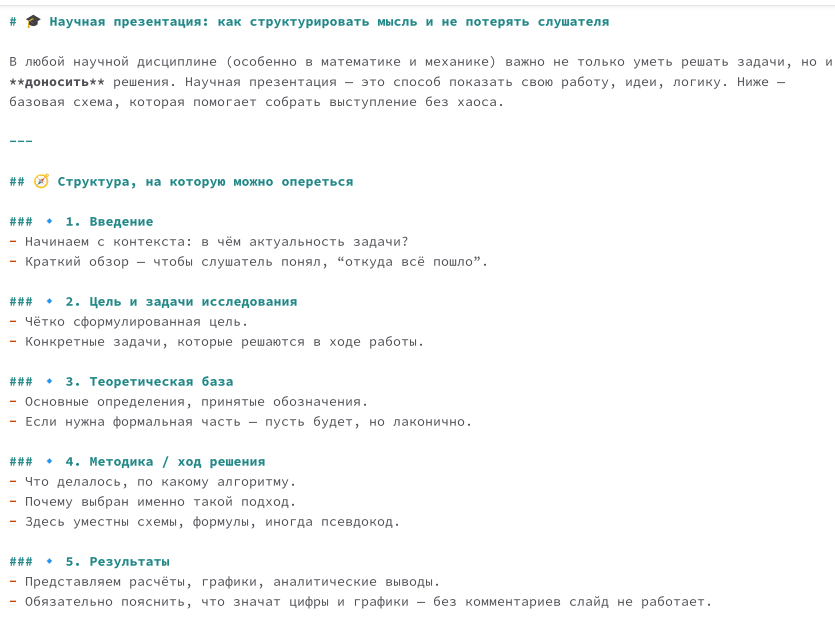 # 🎓 Научная презентация: как структурировать мысль и не потерять слушателя
В любой научной дисциплине (особенно в математике и механике) важно не только уметь решать задачи, но и
**доносить** решения. Научная презентация — это способ показать свою работу, идеи, логику. Ниже —
базовая схема, которая помогает собрать выступление без хаоса.
---
## 🧭 Структура, на которую можно опереться
### 🔹 1. Введение
- Начинаем с контекста: в чём актуальность задачи?
- Краткий обзор — чтобы слушатель понял, “откуда всё пошло”.
### 🔹 2. Цель и задачи исследования
- Чётко сформулированная цель.
- Конкретные задачи, которые решаются в ходе работы.
### 🔹 3. Теоретическая база
- Основные определения, принятые обозначения.
- Если нужна формальная часть — пусть будет, но лаконично.
### 🔹 4. Методика / ход решения
- Что делалось, по какому алгоритму.
- Почему выбран именно такой подход.
- Здесь уместны схемы, формулы, иногда псевдокод.
### 🔹 5. Результаты
- Представляем расчёты, графики, аналитические выводы.
- Обязательно пояснить, что значат цифры и графики — без комментариев слайд не работает.